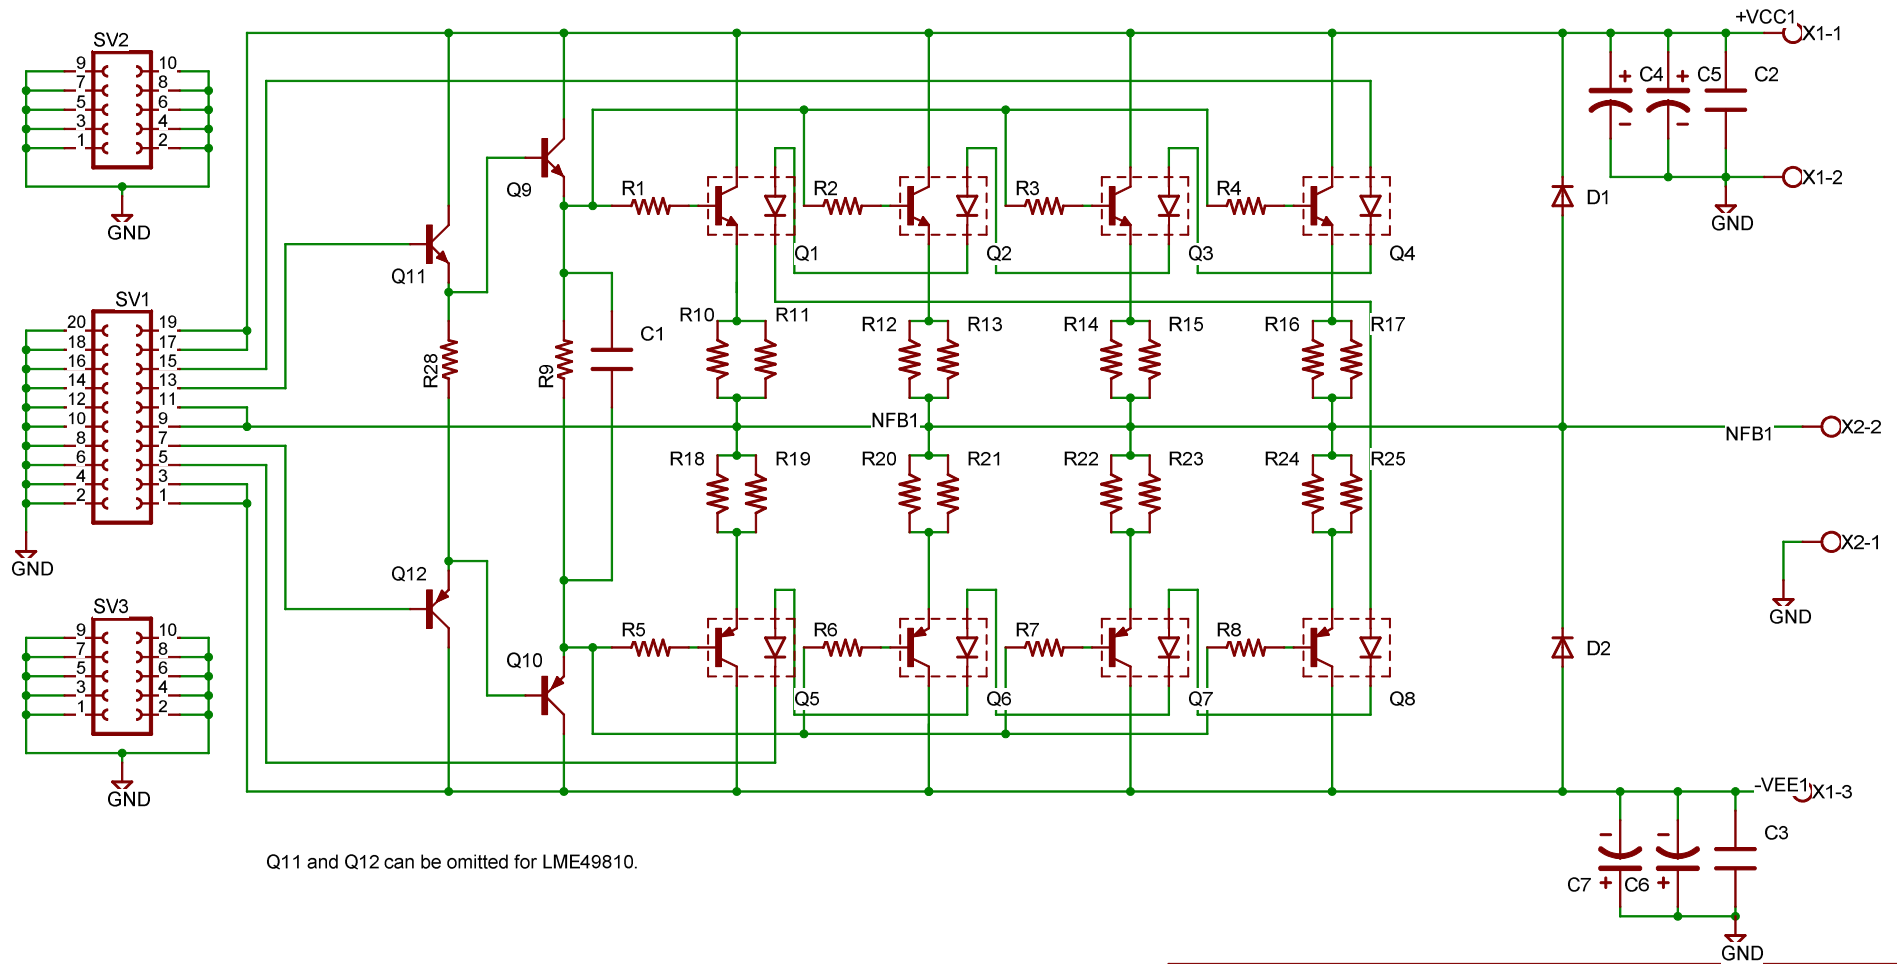 +VCC1
X1-1
SV2
9 10
7 8
5 6
3 4
1 2
GND
C4 C5 C2
+ +
- -
X1-2
GND
Q9
R1 R2 R3 R4
D1
Q11
Q1 Q2 Q3 Q4
SV1
20 19
18 17
16 15
14 13
12 11
10 9
8 7
6 5
4 3
2 1
GND
R10 R11 R12 R13 R14 R15 R16 R17
C1
R28
R9
NFB1
NFB1
X2-2
R18 R19 R20 R21 R22 R23 R24 R25
X2-1
GND
Q12
SV3
9 10
7 8
5 6
3 4
1 2
GND
Q10
R5 R6 R7 R8
D2
Q5 Q6 Q7 Q8
-VEE1
X1-3
- -
C3
C7 + C6 +
GND
Q11 and Q12 can be omitted for LME49810.